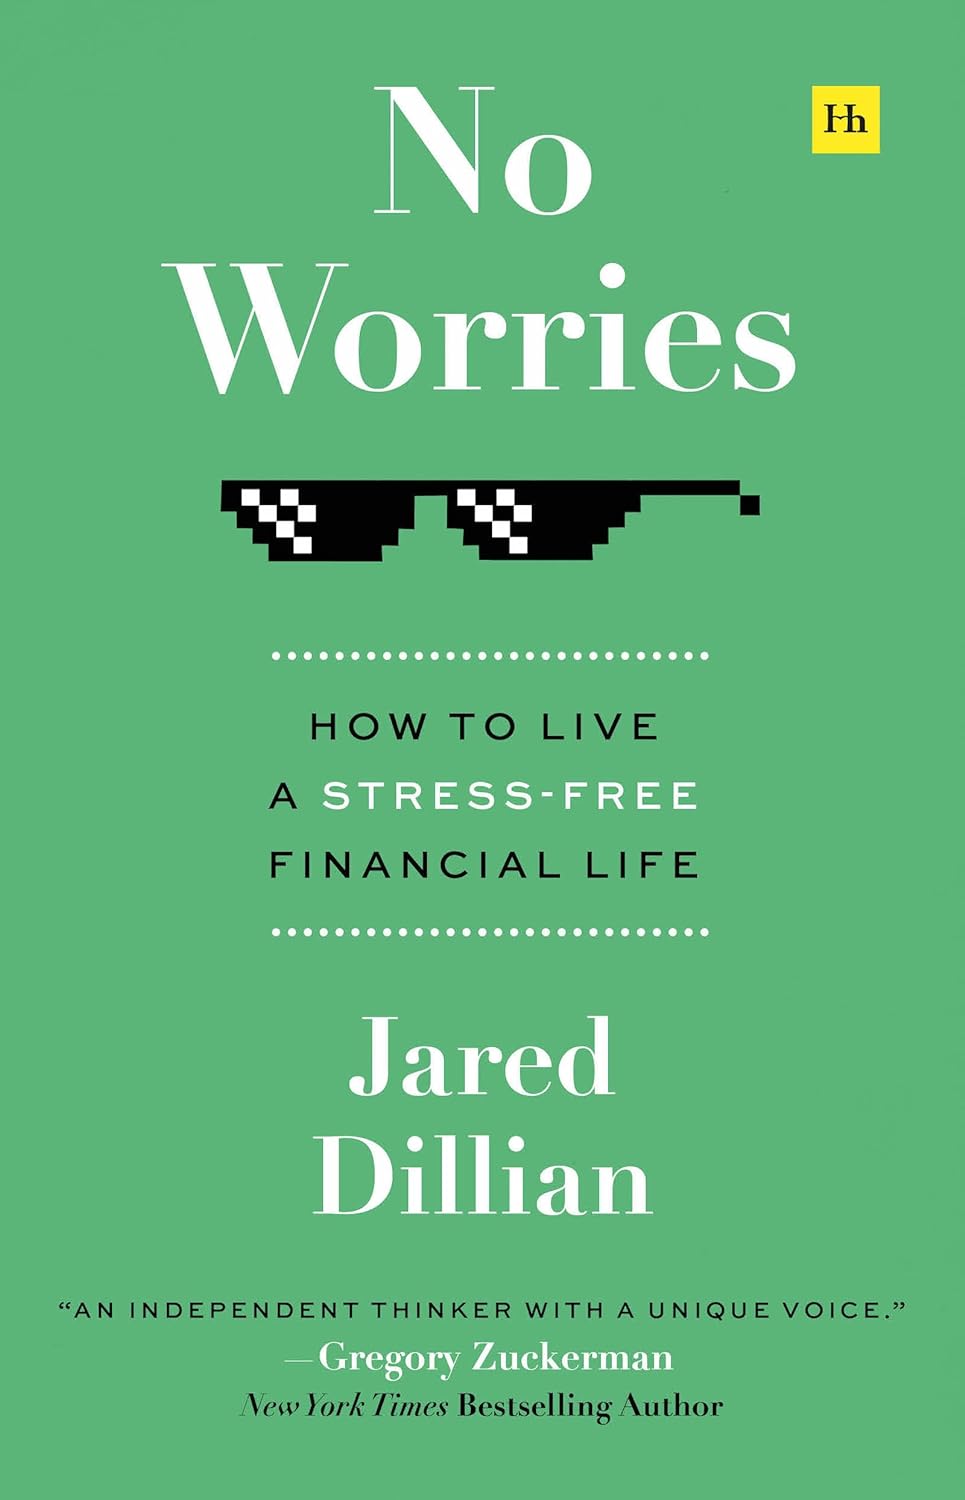 No
Hh
Worries
HOW TO LIVE
A STRESS-FREE
FINANCIAL LIFE
Jared
Dillian
“AN INDEPENDENT THINKER WITH A UNIQUE VOICE.”
—Gregory Zuckerman
New York Times Bestselling Author